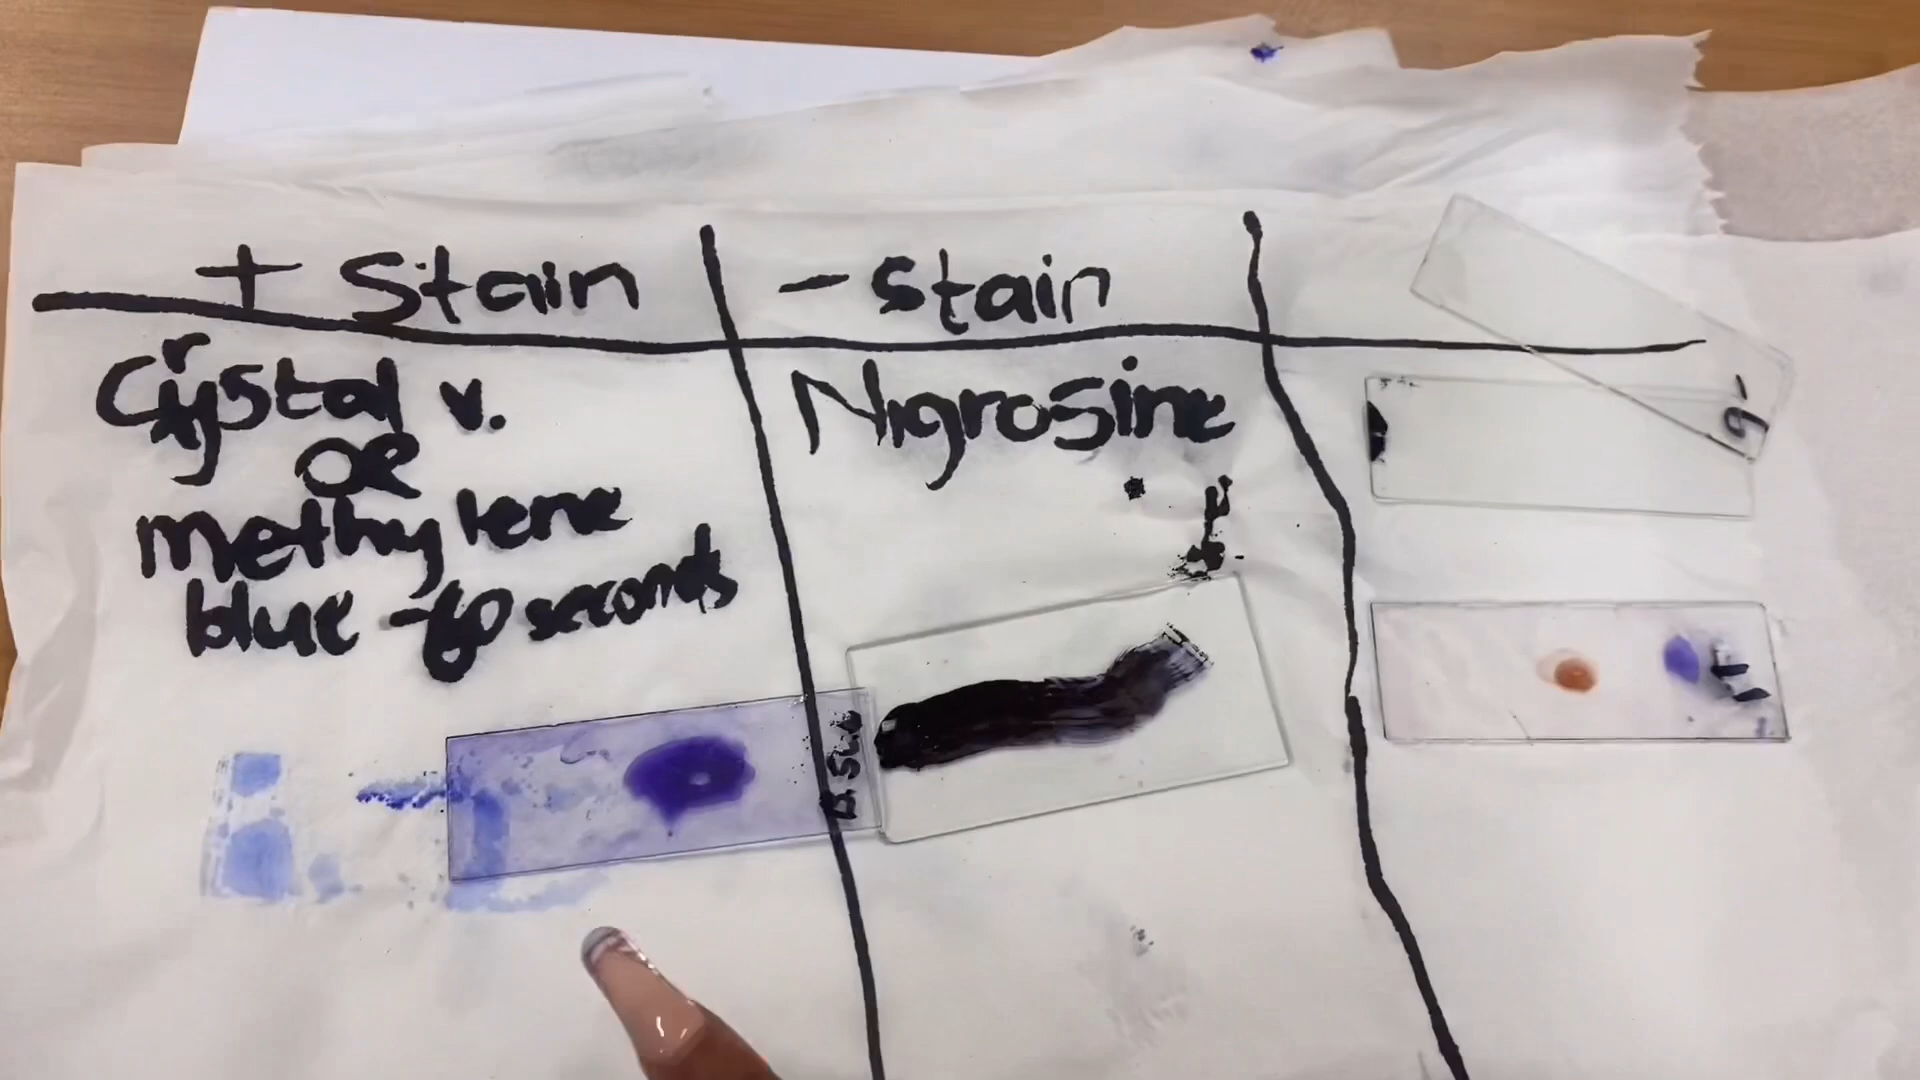 + Stain
- Stain
Crystal v.
OR
methylene
blue - 60 seconds
Nigrosine